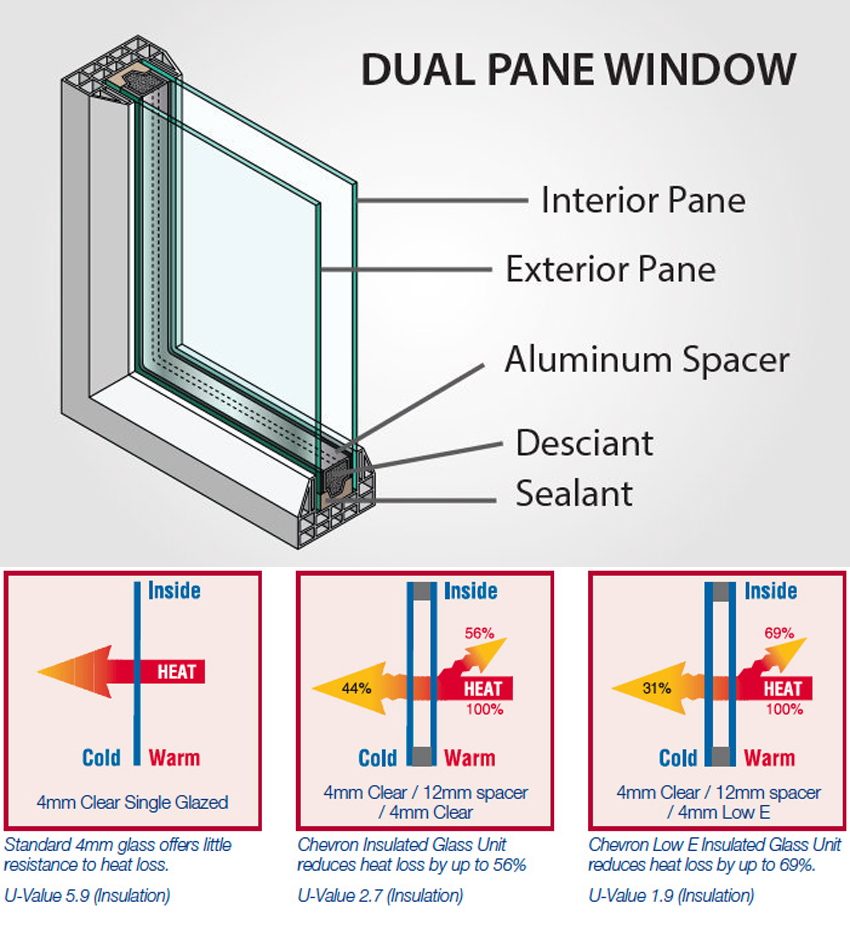 DUAL PANE WINDOW
Interior Pane
Exterior Pane
Aluminum Spacer
Desciant
Sealant
Inside
HEAT
Cold Warm
4mm Clear Single Glazed
Standard 4mm glass offers little
resistance to heat loss.
U-Value 5.9 (Insulation)
Inside
56%
44%
HEAT
100%
Cold Warm
4mm Clear / 12mm spacer
/ 4mm Clear
Chevron Insulated Glass Unit
reduces heat loss by up to 56%
U-Value 2.7 (Insulation)
Inside
69%
31%
HEAT
100%
Cold Warm
4mm Clear / 12mm spacer
/ 4mm Low E
Chevron Low E Insulated Glass Unit
reduces heat loss by up to 69%.
U-Value 1.9 (Insulation)